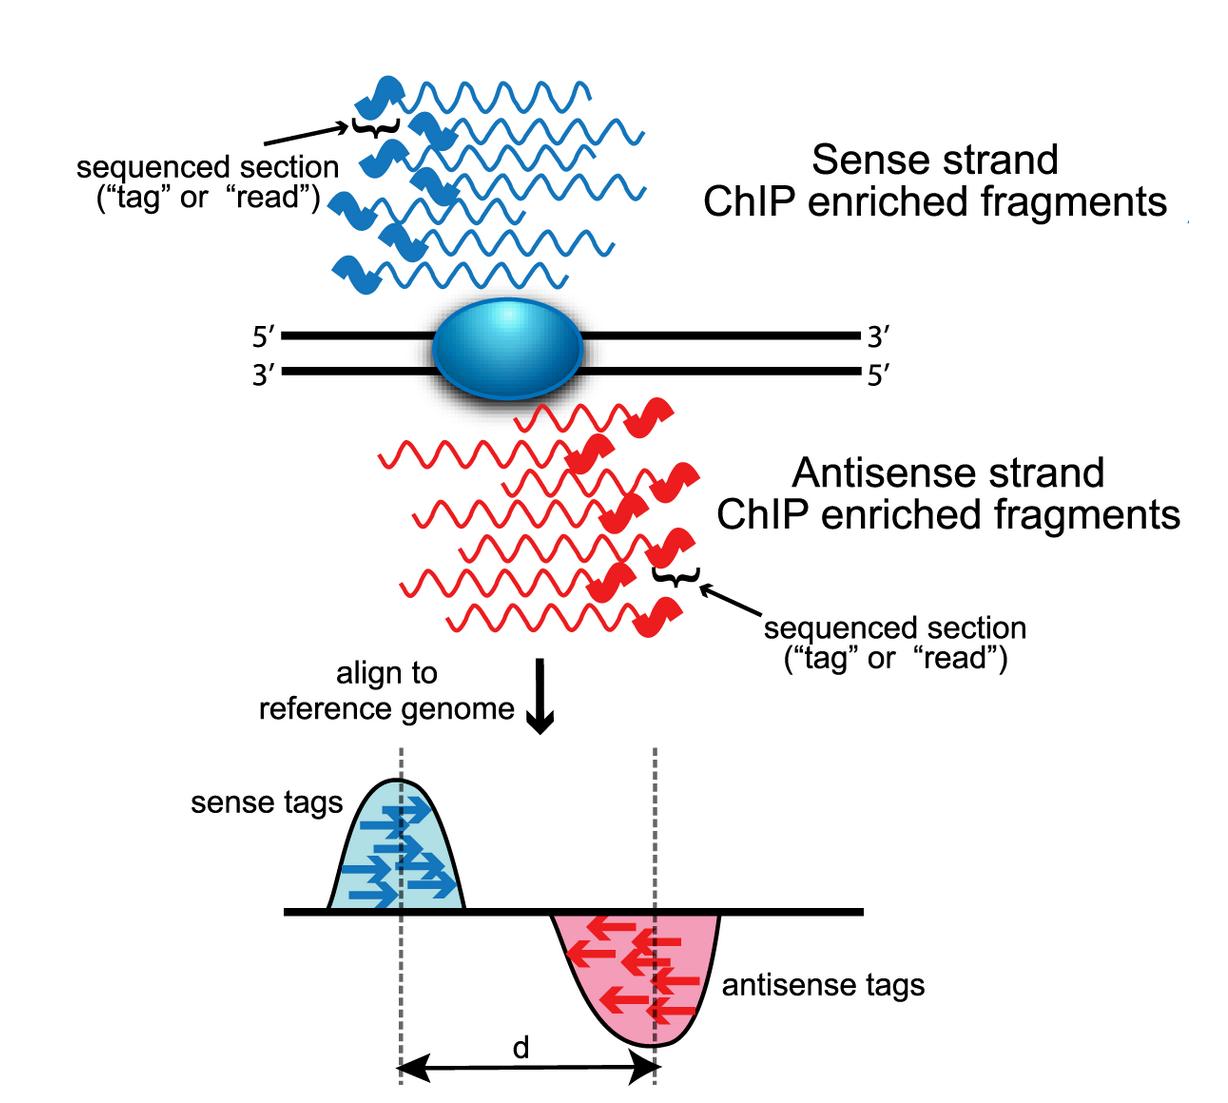 Sense strand
ChIP enriched fragments
sequenced section
(“tag” or “read”)
5′
3′
3′
5′
Antisense strand
ChIP enriched fragments
sequenced section
(“tag” or “read”)
align to
reference genome
sense tags
antisense tags
d